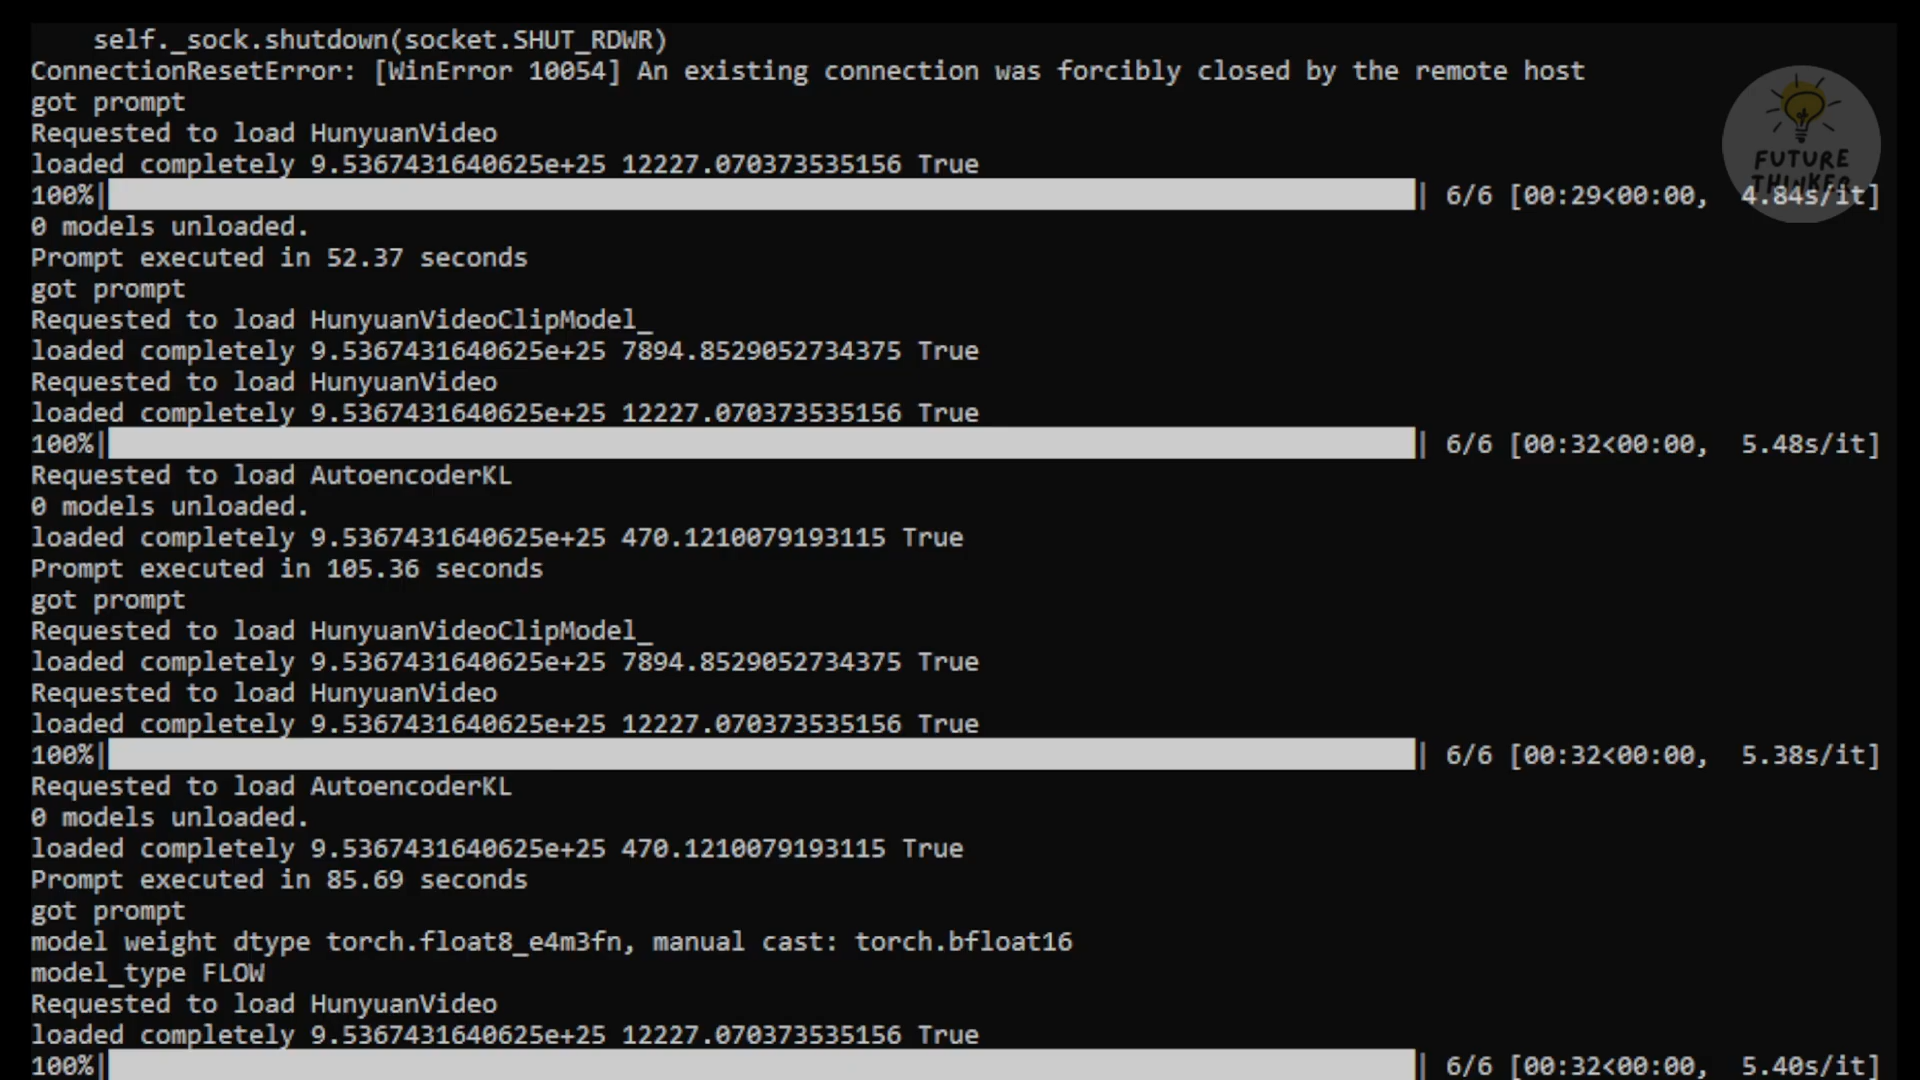 self._sock.shutdown(socket.SHUT_RDWR)
ConnectionResetError: [WinError 10054] An existing connection was forcibly closed by the remote host
got prompt
Requested to load HunyuanVideo
loaded completely 9.5367431640625e+25 12227.070373535156 True
100%| | 6/6 [00:29<00:00, 4.84s/it]
0 models unloaded.
Prompt executed in 52.37 seconds
got prompt
Requested to load HunyuanVideoClipModel_
loaded completely 9.5367431640625e+25 7894.8529052734375 True
Requested to load HunyuanVideo
loaded completely 9.5367431640625e+25 12227.070373535156 True
100%| | 6/6 [00:32<00:00, 5.48s/it]
Requested to load AutoencoderKL
0 models unloaded.
loaded completely 9.5367431640625e+25 470.1210079193115 True
Prompt executed in 105.36 seconds
got prompt
Requested to load HunyuanVideoClipModel_
loaded completely 9.5367431640625e+25 7894.8529052734375 True
Requested to load HunyuanVideo
loaded completely 9.5367431640625e+25 12227.070373535156 True
100%| | 6/6 [00:32<00:00, 5.38s/it]
Requested to load AutoencoderKL
0 models unloaded.
loaded completely 9.5367431640625e+25 470.1210079193115 True
Prompt executed in 85.69 seconds
got prompt
model weight dtype torch.float8_e4m3fn, manual cast: torch.bfloat16
model_type FLOW
Requested to load HunyuanVideo
loaded completely 9.5367431640625e+25 12227.070373535156 True
100%| | 6/6 [00:32<00:00, 5.40s/it]
FUTURE
THINKER